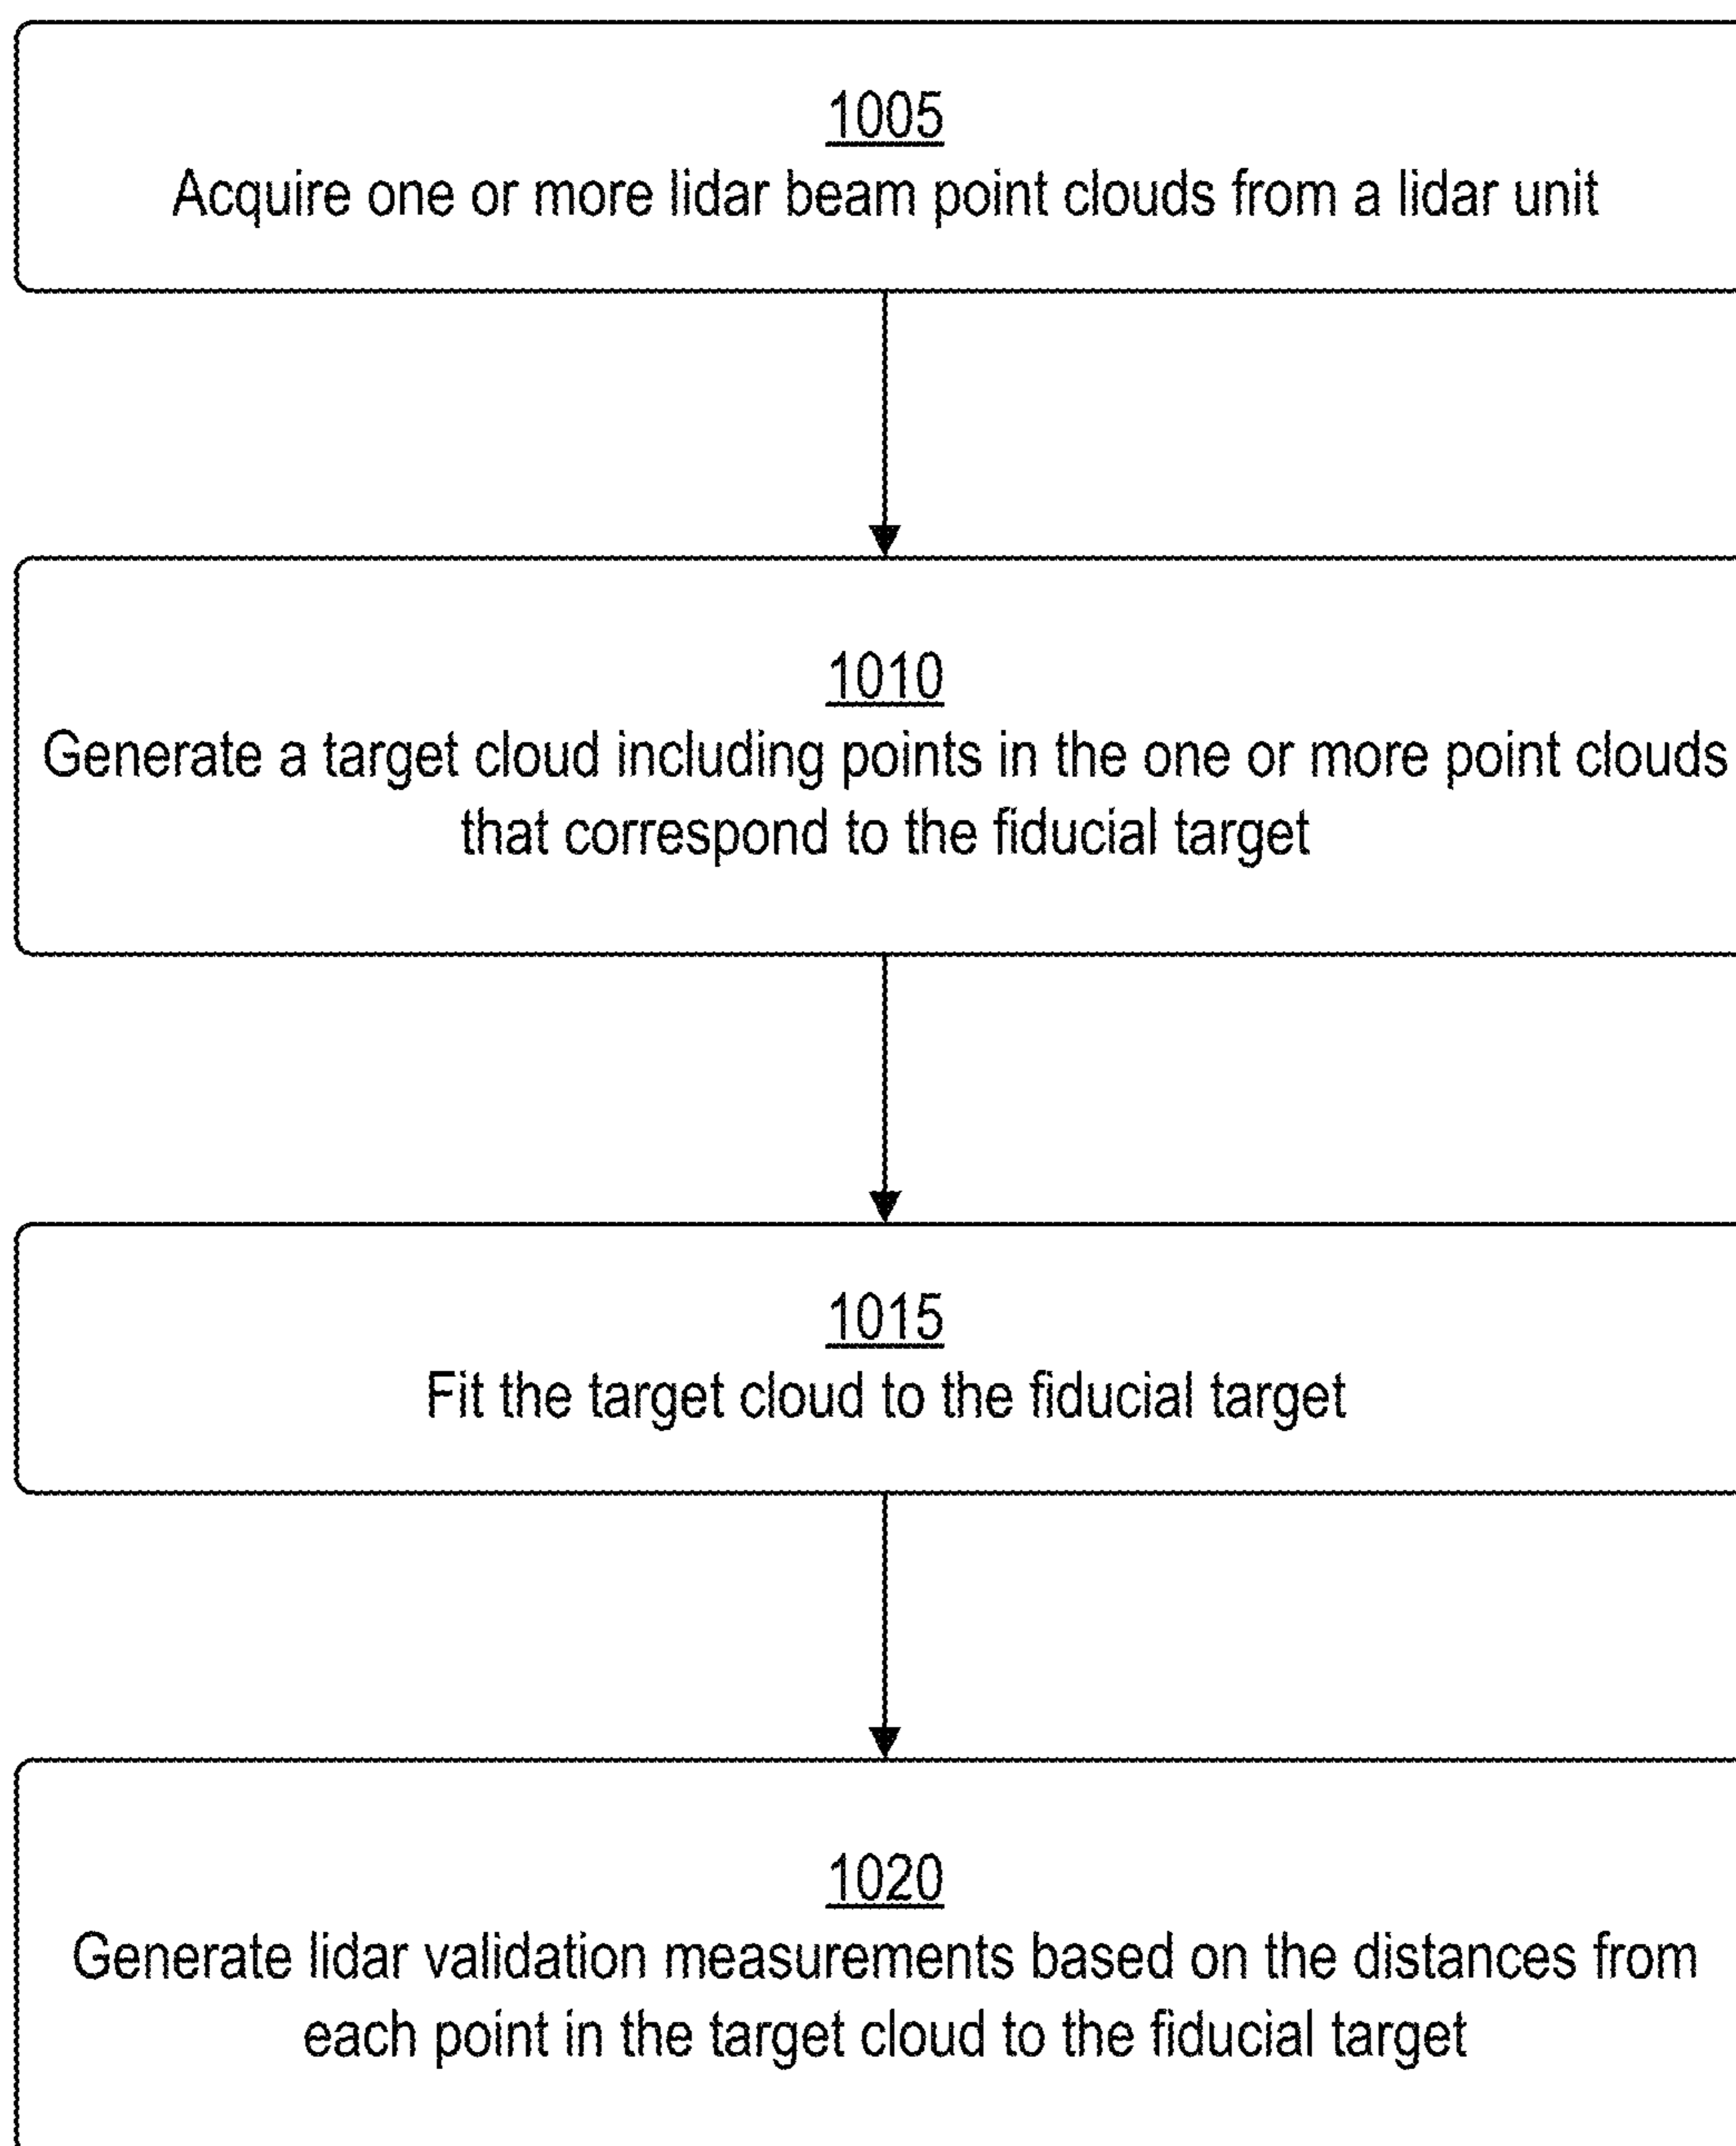 1005
Acquire one or more lidar beam point clouds from a lidar unit
1010
Generate a target cloud including points in the one or more point clouds
that correspond to the fiducial target
1015
Fit the target cloud to the fiducial target
1020
Generate lidar validation measurements based on the distances from
each point in the target cloud to the fiducial target